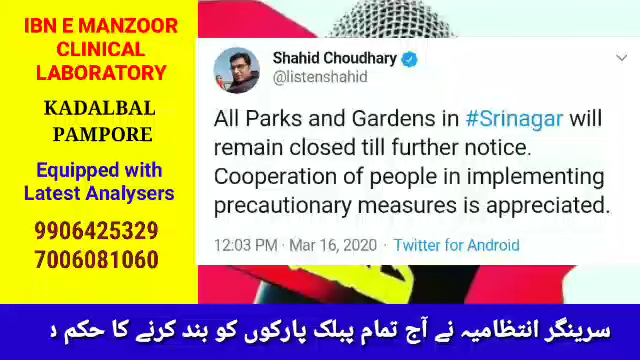 IBN E MANZOOR
CLINICAL
LABORATORY
KADALBAL
PAMPORE
Equipped with
Latest Analysers
9906425329
7006081060
Shahid Choudhary
@listenshahid
All Parks and Gardens in #Srinagar will
remain closed till further notice.
Cooperation of people in implementing
precautionary measures is appreciated.
12:03 PM · Mar 16, 2020 · Twitter for Android
سرینگر انتظامیہ نے آج تمام پبلک پارکوں کو بند کرنے کا حکم